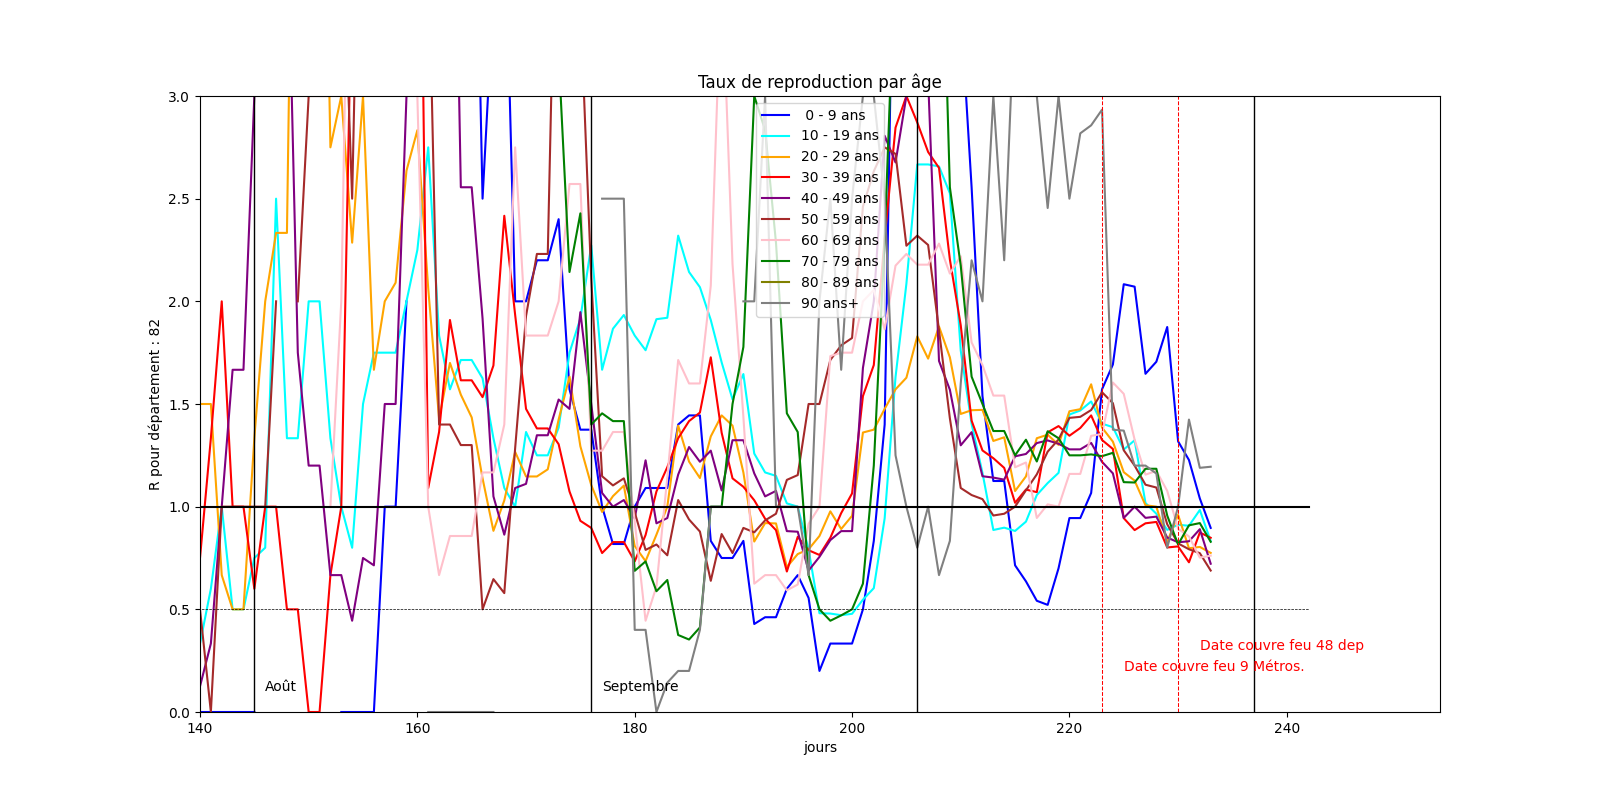 Taux de reproduction par âge
R pour département : 82
3.0
2.5
2.0
1.5
1.0
0.5
0.0
0 - 9 ans
10 - 19 ans
20 - 29 ans
30 - 39 ans
40 - 49 ans
50 - 59 ans
60 - 69 ans
70 - 79 ans
80 - 89 ans
90 ans+
Date couvre feu 48 dep
Date couvre feu 9 Métros.
Août
Septembre
140
160
180
200
220
240
jours